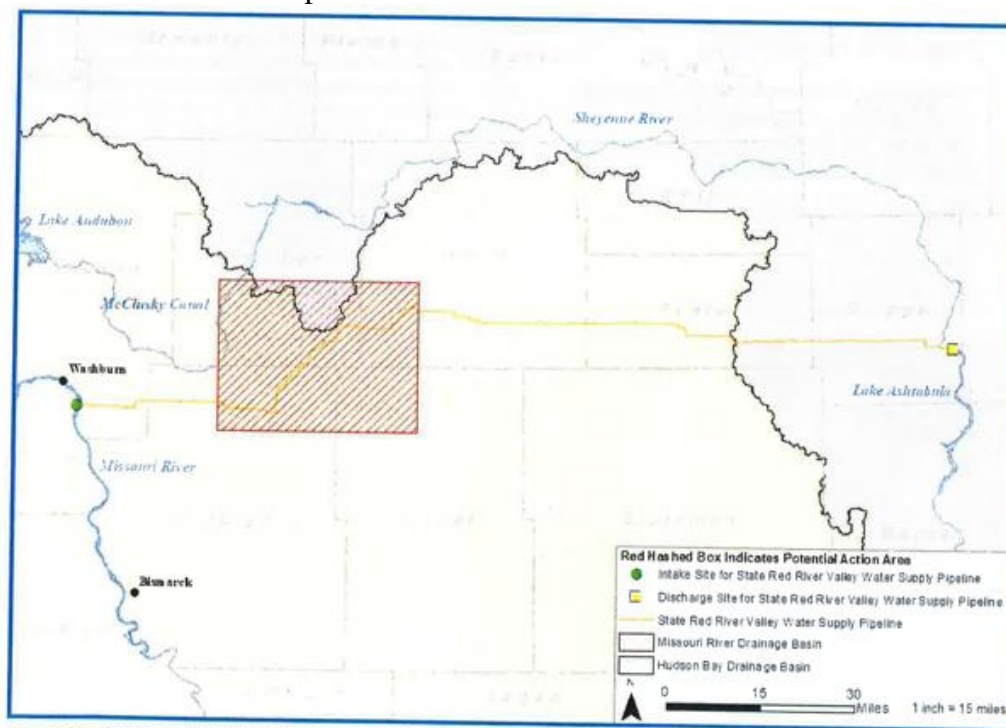 Sheyenne River
Lake Audubon
McClusky Canal
Washburn
Lake Ashtabula
Missouri River
Bismarck
Red Hashed Box Indicates Potential Action Area
Intake Site for State Red River Valley Water Supply Pipeline
Discharge Site for State Red River Valley Water Supply Pipeline
State Red River Valley Water Supply Pipeline
Missouri River Drainage Basin
Hudson Bay Drainage Basin
N
0 15 30
Miles 1 inch = 15 miles